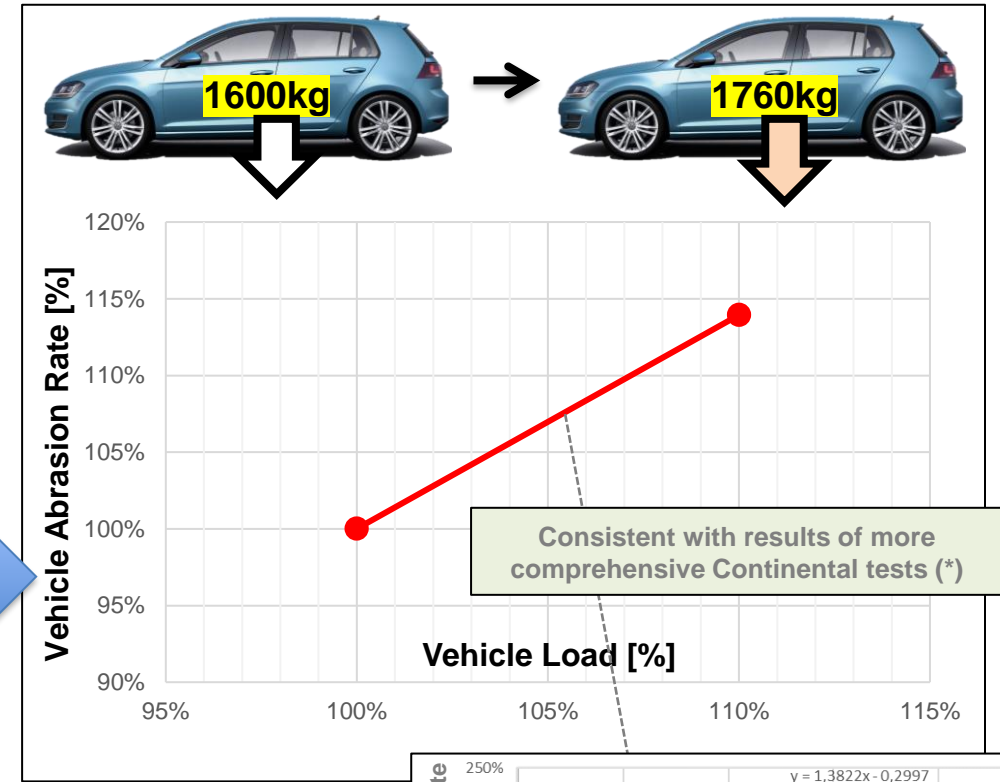 1600kg
1760kg
120%
115%
110%
105%
100%
95%
90%
Vehicle Abrasion Rate [%]
Consistent with results of more
comprehensive Continental tests (*)
Vehicle Load [%]
95%
100%
105%
110%
115%
250%
y = 1,3822x - 0,2997